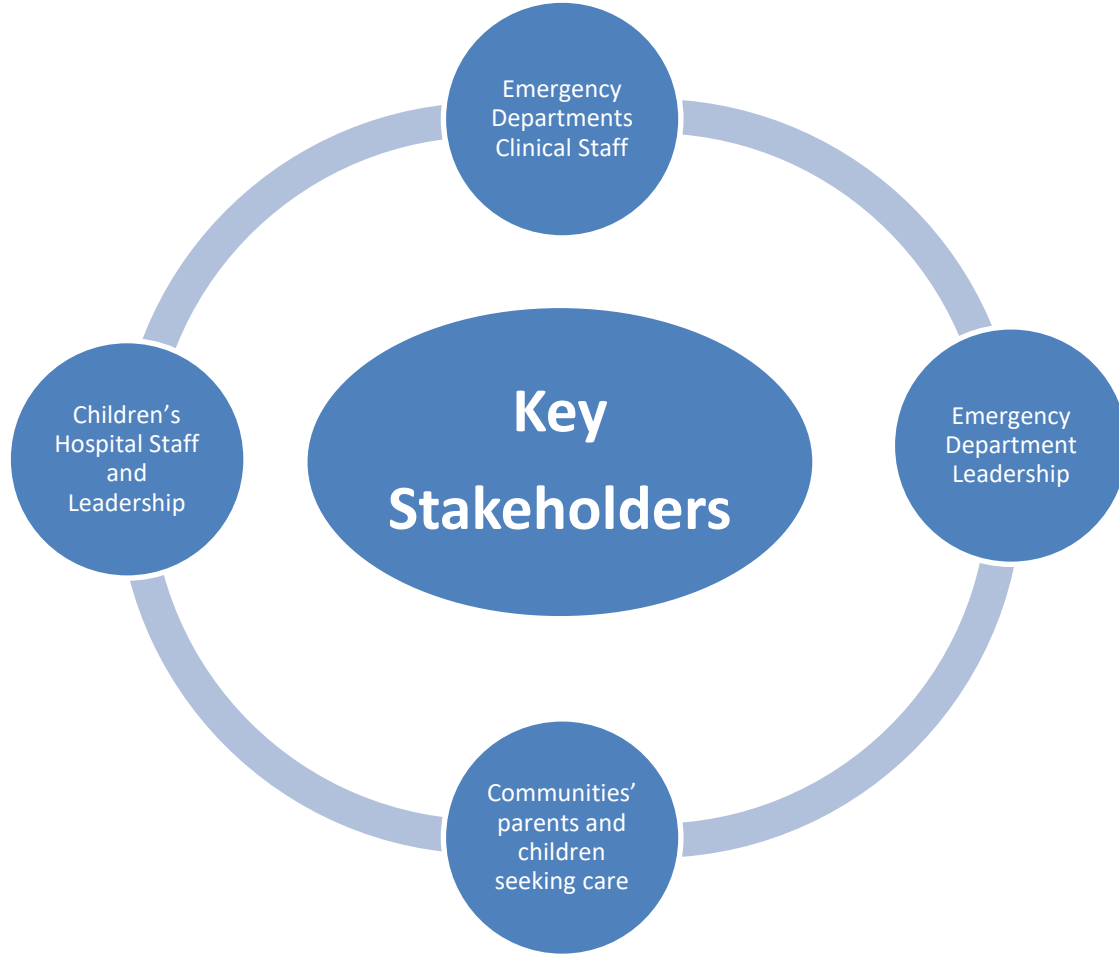 Emergency
Departments
Clinical Staff
Emergency
Department
Leadership
Communities’
parents and
children
seeking care
Children’s
Hospital Staff
and
Leadership
Key
Stakeholders